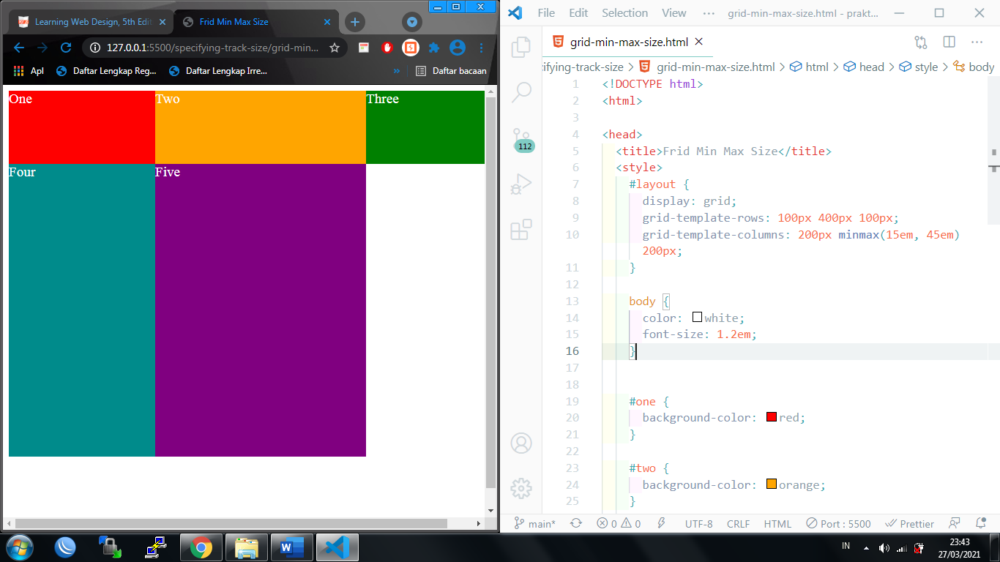 Learning Web Design, 5th Edit
Frid Min Max Size
127.0.0.1:5500/specifying-track-size/grid-min...
Apl
Daftar Lengkap Reg...
Daftar Lengkap Irre...
»
Daftar bacaan
One
Two
Three
Four
Five
File Edit Selection View ··· grid-min-max-size.html - prakt...
grid-min-max-size.html
cifying-track-size > grid-min-max-size.html > html > head > style > body
112
1 <!DOCTYPE html>
2 <html>
3
4 <head>
5 <title>Frid Min Max Size</title>
6 <style>
7 #layout {
8 display: grid;
9 grid-template-rows: 100px 400px 100px;
10 grid-template-columns: 200px minmax(15em, 45em)
200px;
11 }
12
13 body {
14 color: white;
15 font-size: 1.2em;
16 }
17
18
19 #one {
20 background-color: red;
21 }
22
23 #two {
24 background-color: orange;
25 }
main* 0 0 UTF-8 CRLF HTML Port : 5500 Prettier
IN
23:43
27/03/2021